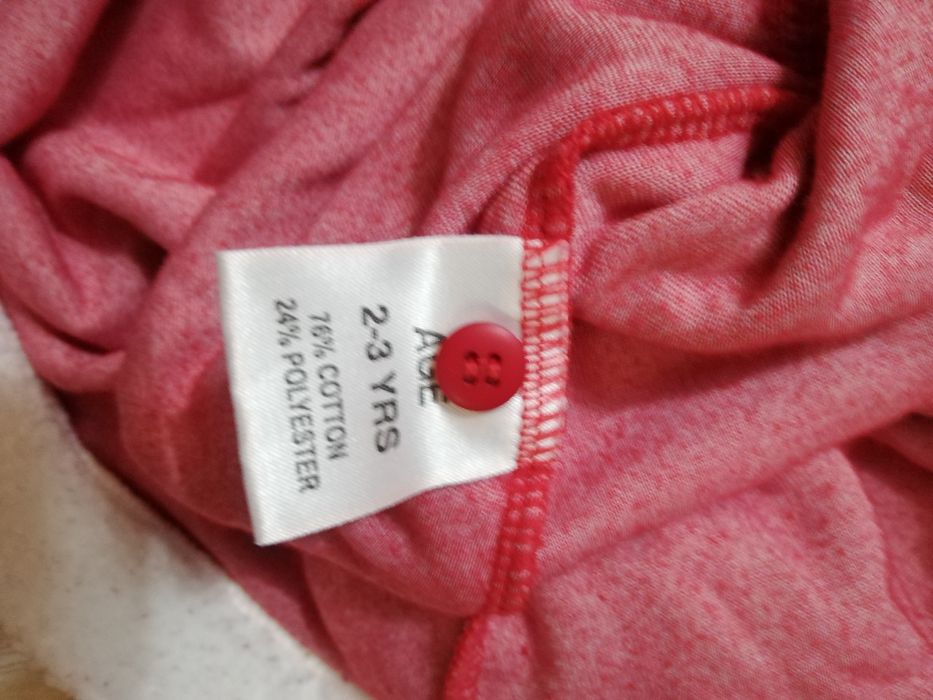 AGE
2-3 YRS
76% COTTON
24% POLYESTER